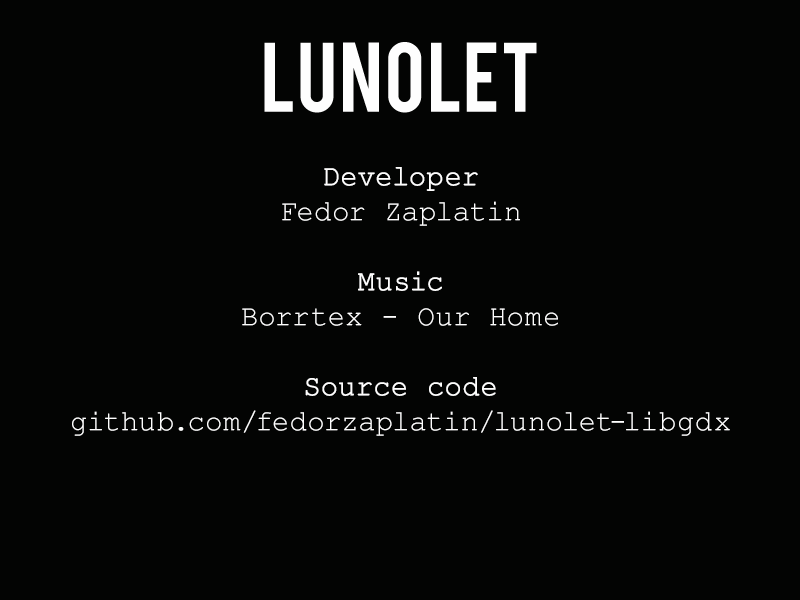 LUNOLET
Developer
Fedor Zaplatin
Music
Borrtex - Our Home
Source code
github.com/fedorzaplatin/lunolet-libgdx